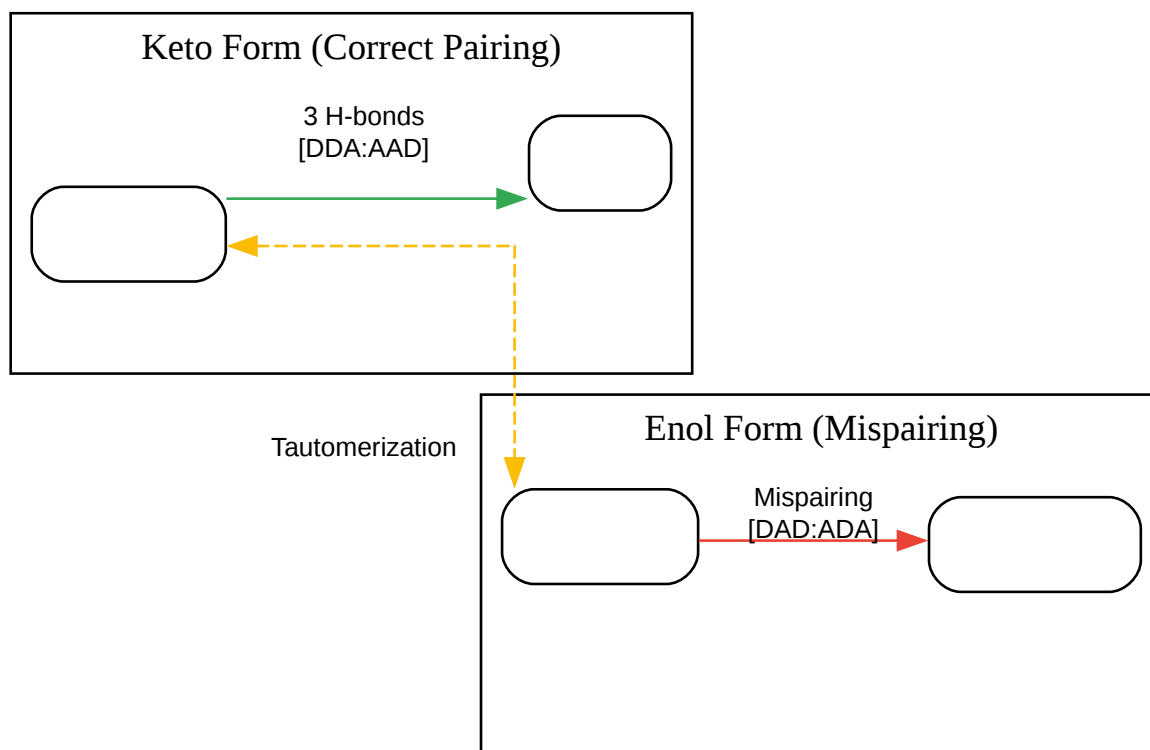 Keto Form (Correct Pairing)
3 H-bonds
[DDA:AAD]
Tautomerization
Enol Form (Mispairing)
Mispairing
[DAD:ADA]